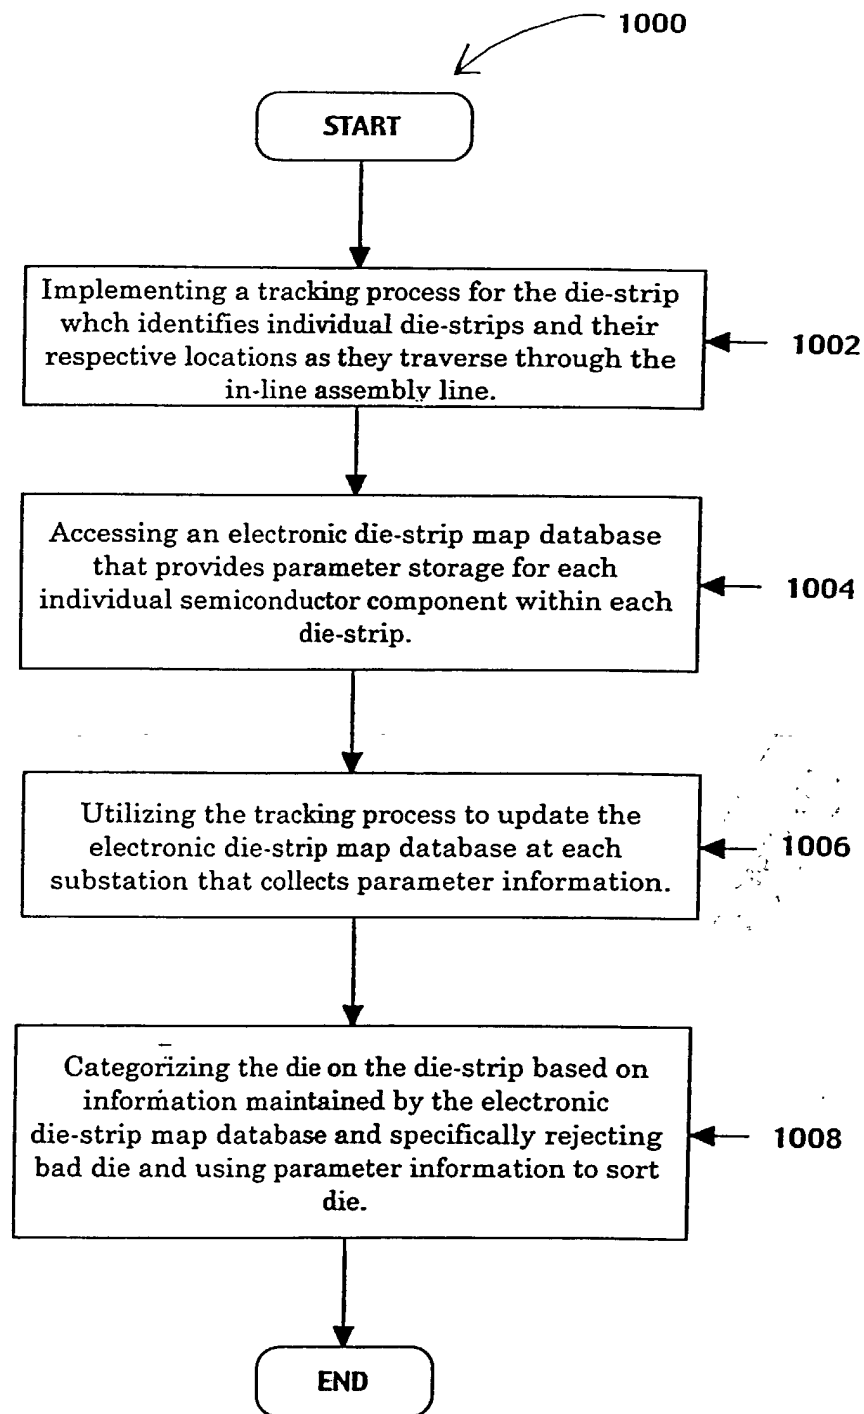 1000
START
Implementing a tracking process for the die-strip
whch identifies individual die-strips and their
respective locations as they traverse through the
in-line assembly line.
1002
Accessing an electronic die-strip map database
that provides parameter storage for each
individual semiconductor component within each
die-strip.
1004
Utilizing the tracking process to update the
electronic die-strip map database at each
substation that collects parameter information.
1006
Categorizing the die on the die-strip based on
information maintained by the electronic
die-strip map database and specifically rejecting
bad die and using parameter information to sort
die.
1008
END